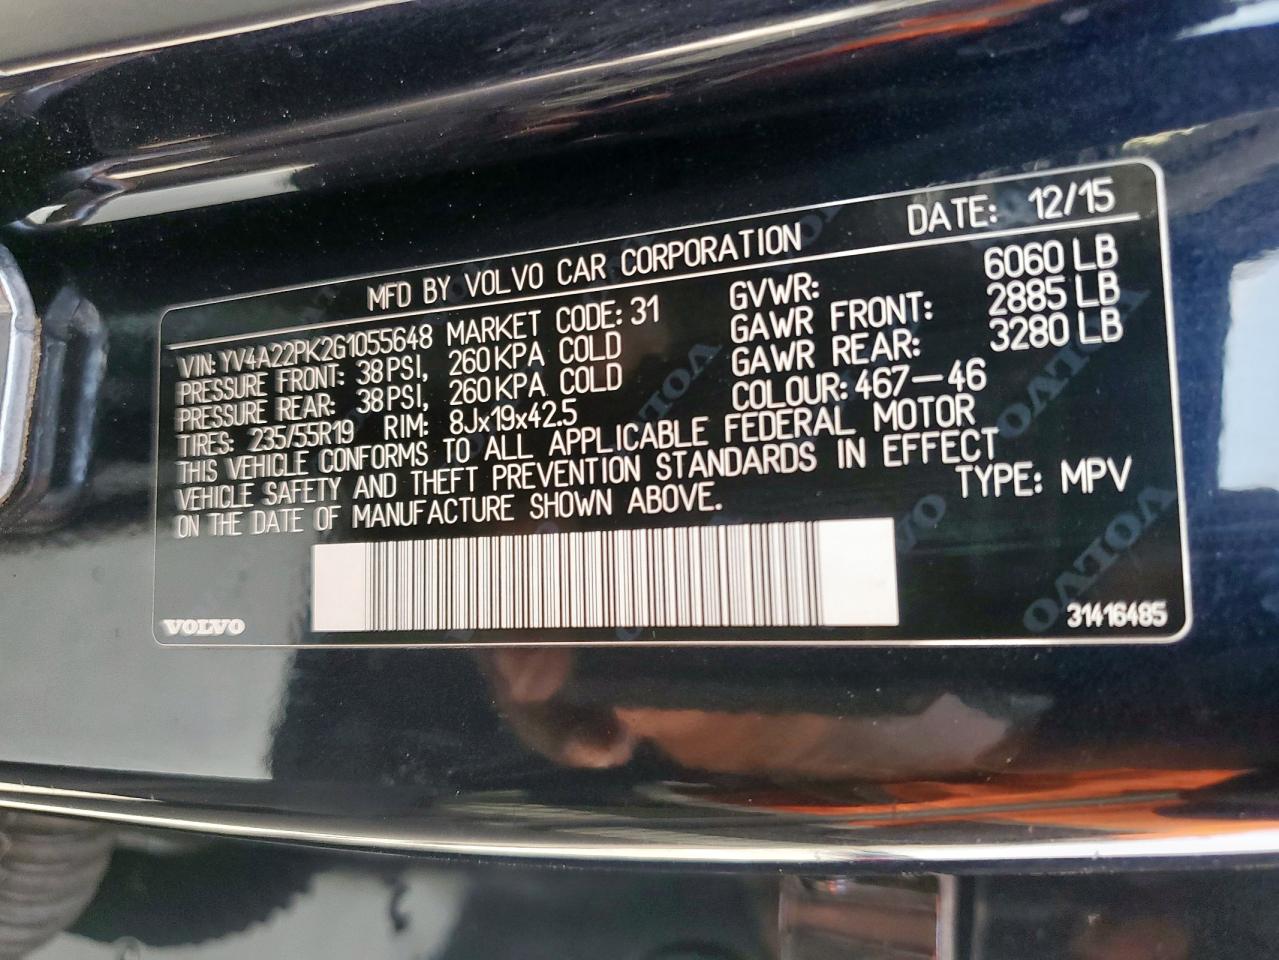 MFD BY VOLVO CAR CORPORATION DATE: 12/15
VIN: YV4A22PK2G1055648 MARKET CODE: 31 GVWR: 6060 LB
PRESSURE FRONT: 38 PSI, 260 KPA COLD GAWR FRONT: 2885 LB
PRESSURE REAR: 38 PSI, 260 KPA COLD GAWR REAR: 3280 LB
TIRES: 235/55R19 RIM: 8Jx19x42.5 COLOUR: 467-46
THIS VEHICLE CONFORMS TO ALL APPLICABLE FEDERAL MOTOR
VEHICLE SAFETY AND THEFT PREVENTION STANDARDS IN EFFECT
ON THE DATE OF MANUFACTURE SHOWN ABOVE. TYPE: MPV
VOLVO 31416485